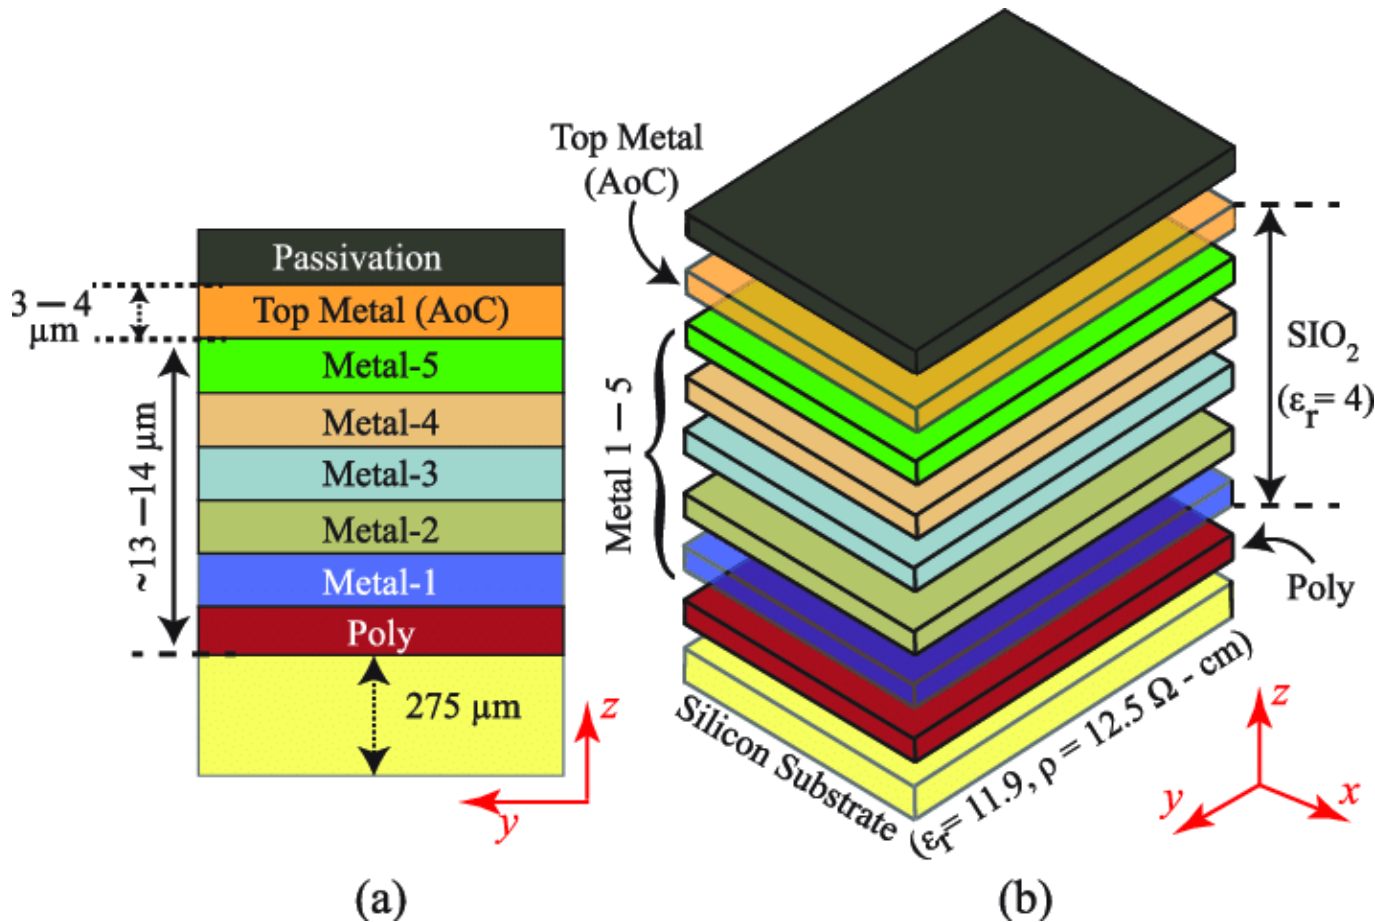 Passivation
3 – 4
μm
Top Metal (AoC)
Metal-5
Metal-4
Metal-3
Metal-2
Metal-1
Poly
~13 –14 μm
275 μm
z
y
(a)
Top Metal
(AoC)
Metal 1 – 5
SIO₂
(εᵣ= 4)
Poly
Silicon Substrate
(εᵣ= 11.9, ρ = 12.5 Ω - cm)
z
y
x
(b)